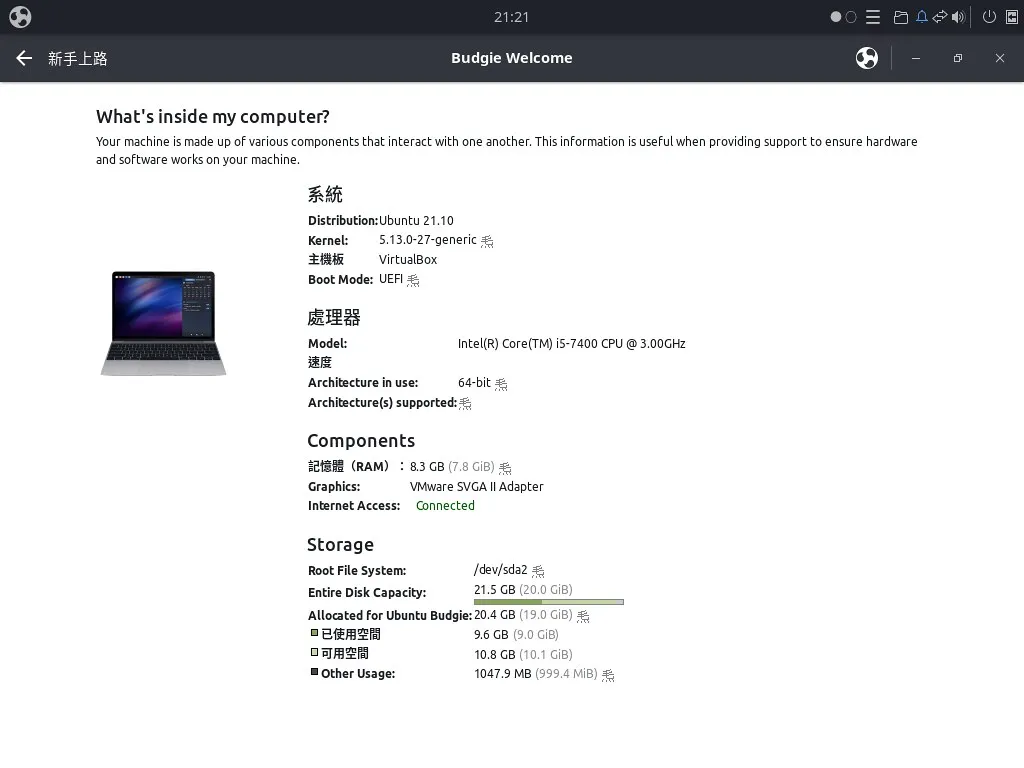 21:21
新手上路
Budgie Welcome
What's inside my computer?
Your machine is made up of various components that interact with one another. This information is useful when providing support to ensure hardware
and software works on your machine.
系統
Distribution: Ubuntu 21.10
Kernel: 5.13.0-27-generic
主機板 VirtualBox
Boot Mode: UEFI
處理器
Model: Intel(R) Core(TM) i5-7400 CPU @ 3.00GHz
速度
Architecture in use: 64-bit
Architecture(s) supported:
Components
記憶體（RAM）： 8.3 GB (7.8 GiB)
Graphics: VMware SVGA II Adapter
Internet Access: Connected
Storage
Root File System: /dev/sda2
Entire Disk Capacity: 21.5 GB (20.0 GiB)
Allocated for Ubuntu Budgie: 20.4 GB (19.0 GiB)
已使用空間 9.6 GB (9.0 GiB)
可用空間 10.8 GB (10.1 GiB)
Other Usage: 1047.9 MB (999.4 MiB)